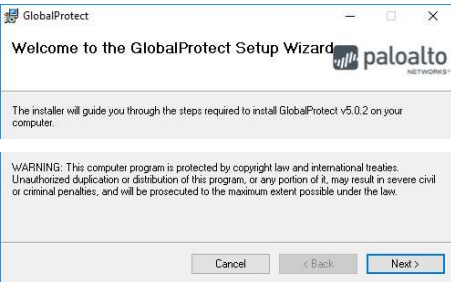 GlobalProtect
Welcome to the GlobalProtect Setup Wizard
paloalto
NETWORKS
The installer will guide you through the steps required to install GlobalProtect v5.0.2 on your
computer.
WARNING: This computer program is protected by copyright law and international treaties.
Unauthorized duplication or distribution of this program, or any portion of it, may result in severe civil
or criminal penalties, and will be prosecuted to the maximum extent possible under the law.
Cancel < Back Next >